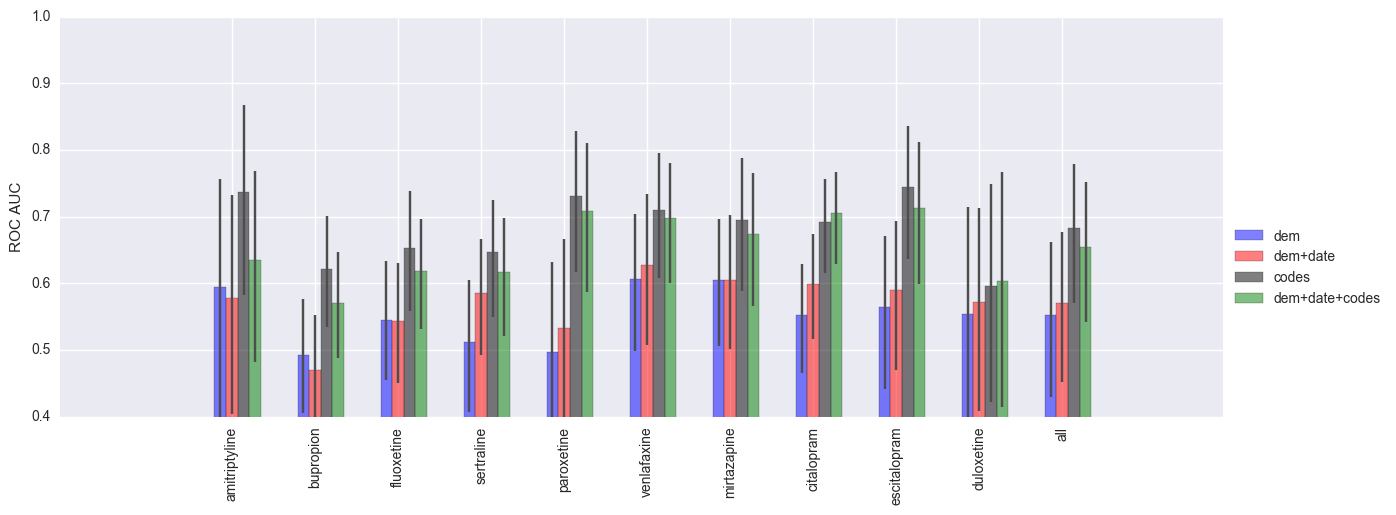 1.0
0.9
0.8
0.7
0.6
0.5
0.4
ROC AUC
amitriptyline
bupropion
fluoxetine
sertraline
paroxetine
venlafaxine
mirtazapine
citalopram
escitalopram
duloxetine
all
dem
dem+date
codes
dem+date+codes